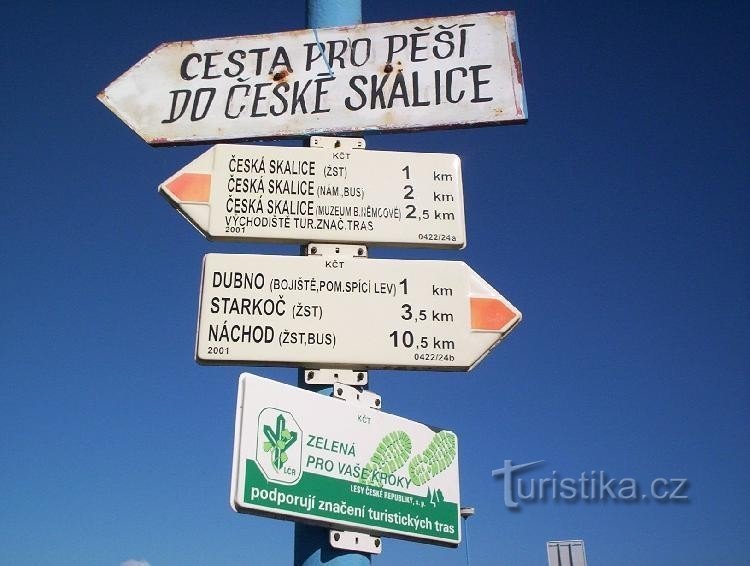 CESTA PRO PĚŠÍ
DO ČESKÉ SKALICE
KČT
ČESKÁ SKALICE (ŽST) 1 km
ČESKÁ SKALICE (NÁM,BUS) 2 km
ČESKÁ SKALICE (MUZEUM B.NĚMCOVÉ) 2,5 km
VÝCHODIŠTĚ TUR.ZNAČ.TRAS
2001 0422/24a
KČT
DUBNO (BOJIŠTĚ,POM.SPÍCÍ LEV) 1 km
STARKOČ (ŽST) 3,5 km
NÁCHOD (ŽST,BUS) 10,5 km
2001 0422/24b
KČT
LČR
ZELENÁ
PRO VAŠE KROKY
LESY ČESKÉ REPUBLIKY, s. p.
podporují značení turistických tras
Turistika.cz